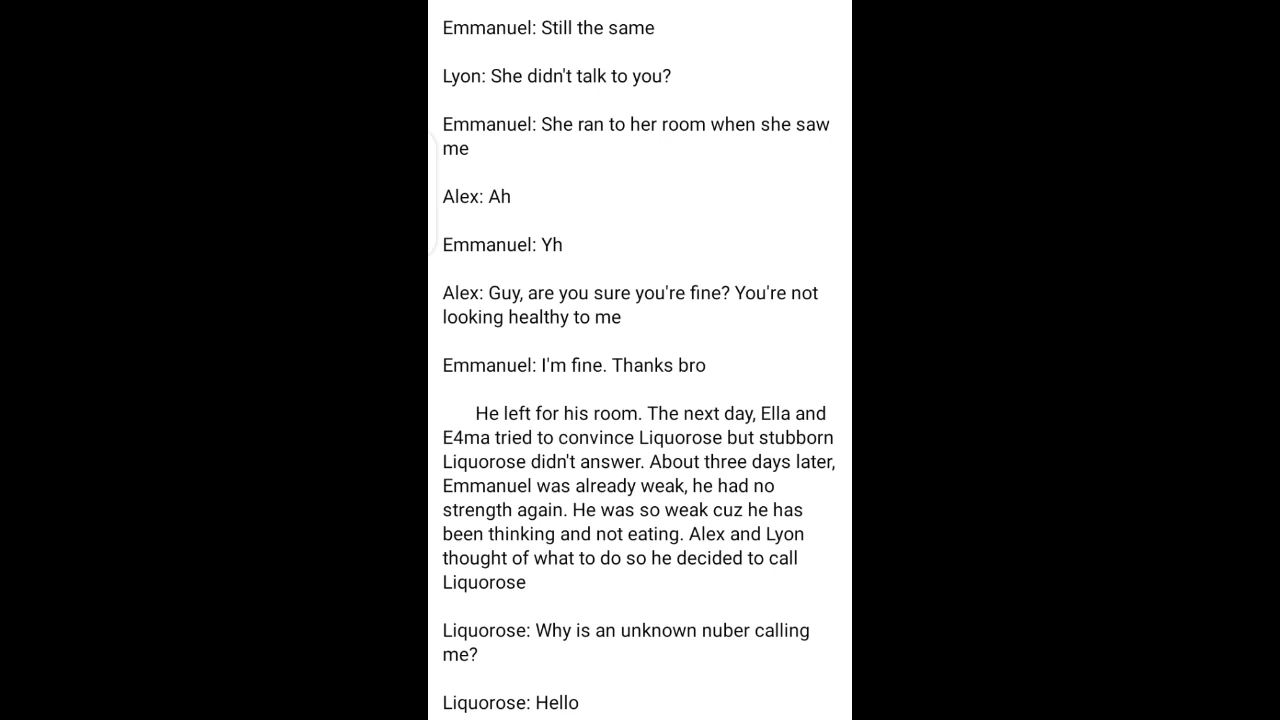 Emmanuel: Still the same
Lyon: She didn't talk to you?
Emmanuel: She ran to her room when she saw
me
Alex: Ah
Emmanuel: Yh
Alex: Guy, are you sure you're fine? You're not
looking healthy to me
Emmanuel: I'm fine. Thanks bro
He left for his room. The next day, Ella and
E4ma tried to convince Liquorose but stubborn
Liquorose didn't answer. About three days later,
Emmanuel was already weak, he had no
strength again. He was so weak cuz he has
been thinking and not eating. Alex and Lyon
thought of what to do so he decided to call
Liquorose
Liquorose: Why is an unknown nuber calling
me?
Liquorose: Hello